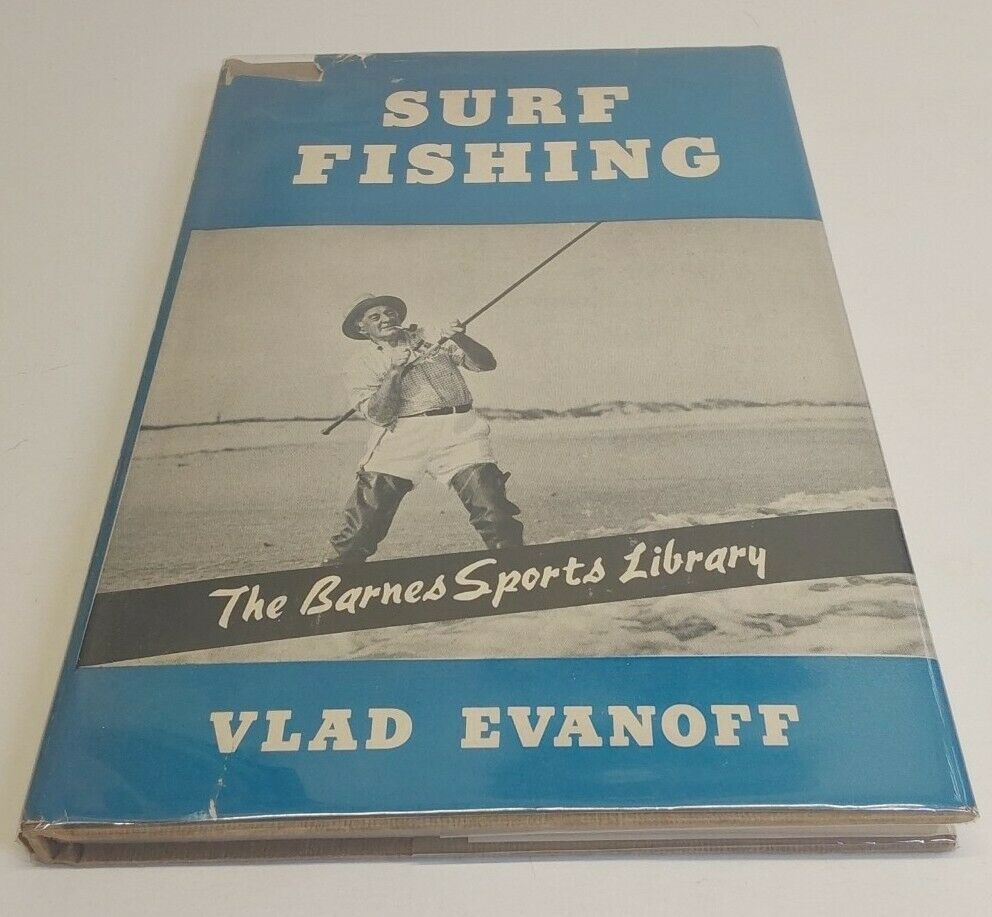 SURF
FISHING
The Barnes Sports Library
VLAD EVANOFF